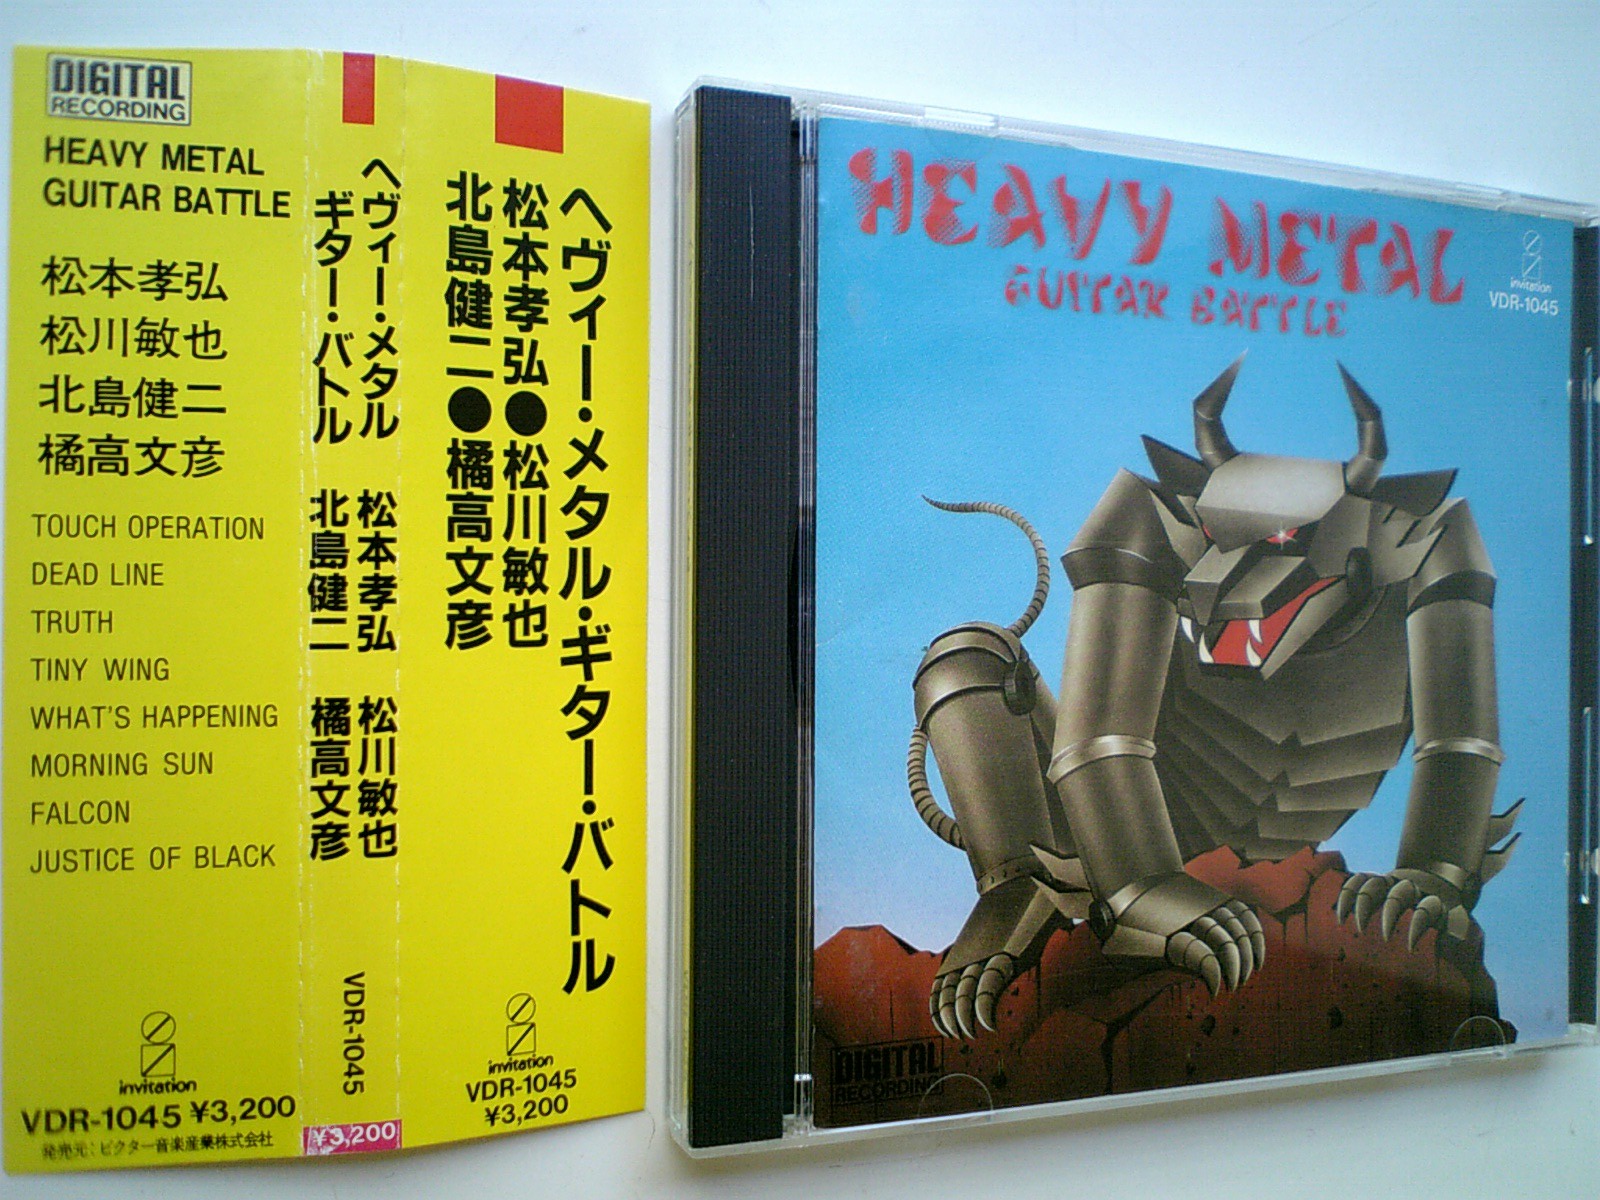 DIGITAL
RECORDING
HEAVY METAL
GUITAR BATTLE
松本孝弘
松川敏也
北島健二
橘高文彦
TOUCH OPERATION
DEAD LINE
TRUTH
TINY WING
WHAT'S HAPPENING
MORNING SUN
FALCON
JUSTICE OF BLACK
invitation
VDR-1045 ¥3,200
発売元:ビクター音楽産業株式会社
ヘヴィー・メタル
ギター・バトル
松本孝弘 松川敏也
北島健二 橘高文彦
VDR-1045
¥3,200
ヘヴィー・メタル・ギター・バトル
松本孝弘●松川敏也
北島健二●橘高文彦
invitation
VDR-1045
¥3,200
HEAVY METAL
GUITAR BATTLE
invitation
VDR-1045
DIGITAL
RECORDING